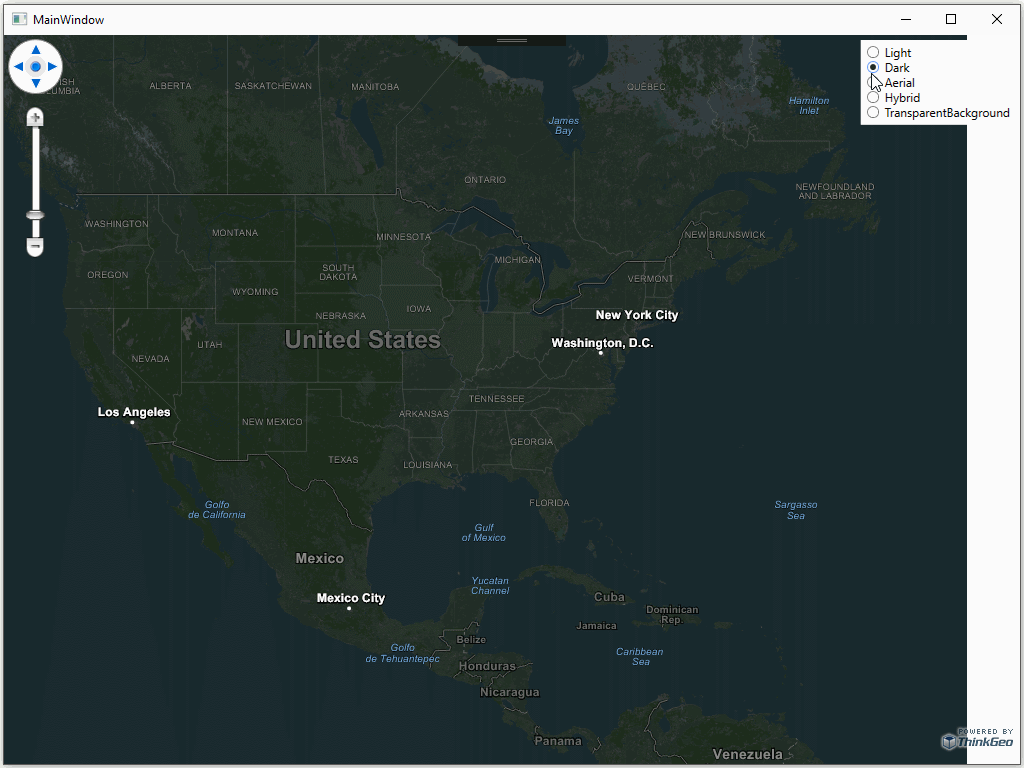 MainWindow
Light
Dark
Aerial
Hybrid
TransparentBackground
ISH
LUMBIA
ALBERTA
SASKATCHEWAN
MANITOBA
QUÉBEC
Hamilton
Inlet
James
Bay
ONTARIO
NEWFOUNDLAND
AND LABRADOR
WASHINGTON
MONTANA
MINNESOTA
NEW BRUNSWICK
MICHIGAN
OREGON
SOUTH
DAKOTA
VERMONT
WYOMING
IOWA
NEBRASKA
New York City
United States
UTAH
Washington, D.C.
NEVADA
TENNESSEE
Los Angeles
ARKANSAS
NEW MEXICO
GEORGIA
TEXAS
LOUISIANA
Golfo
de California
FLORIDA
Sargasso
Sea
Gulf
of Mexico
Mexico
Yucatan
Channel
Mexico City
Cuba
Dominican
Rep.
Jamaica
Belize
Golfo
de Tehuantepec
Caribbean
Sea
Honduras
Nicaragua
Panama
Venezuela
POWERED BY
ThinkGeo